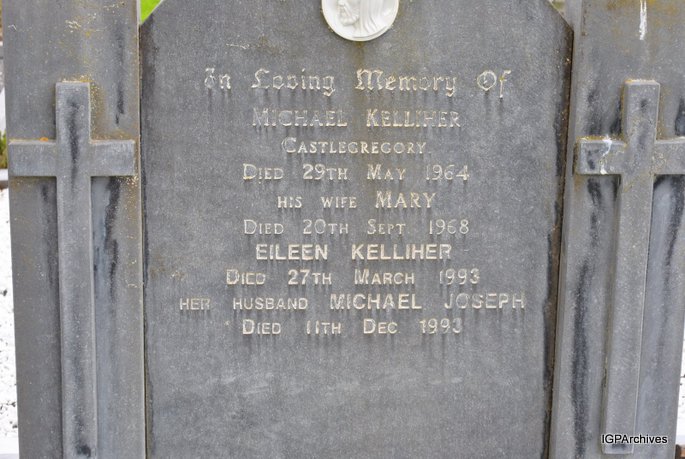 In Loving Memory Of
MICHAEL KELLIHER
CASTLEGREGORY.
DIED 29TH MAY 1964
HIS WIFE MARY
DIED 20TH SEPT. 1968
EILEEN KELLIHER
DIED 27TH MARCH 1993
HER HUSBAND MICHAEL JOSEPH
DIED 11TH DEC 1993
IGPArchives